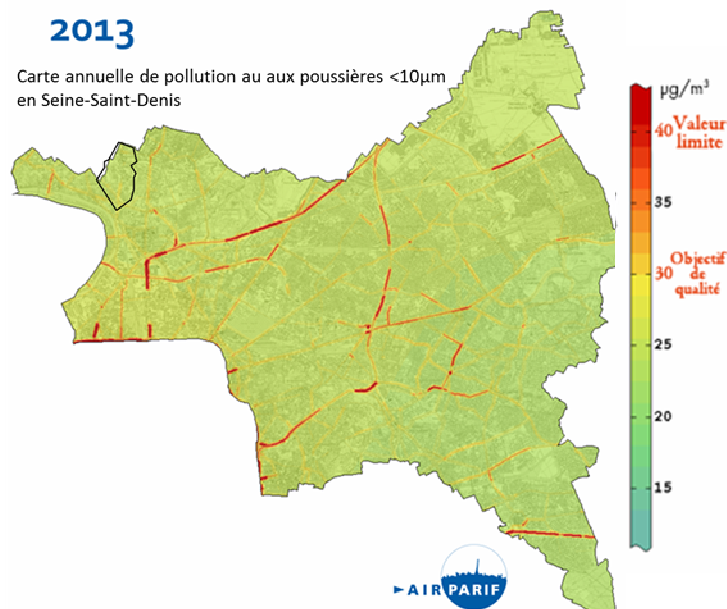 2013
Carte annuelle de pollution au aux poussières <10µm
en Seine-Saint-Denis
µg/m³
40 Valeur
limite
35
Objectif
30 de
qualité
25
20
15
AIRPARIF